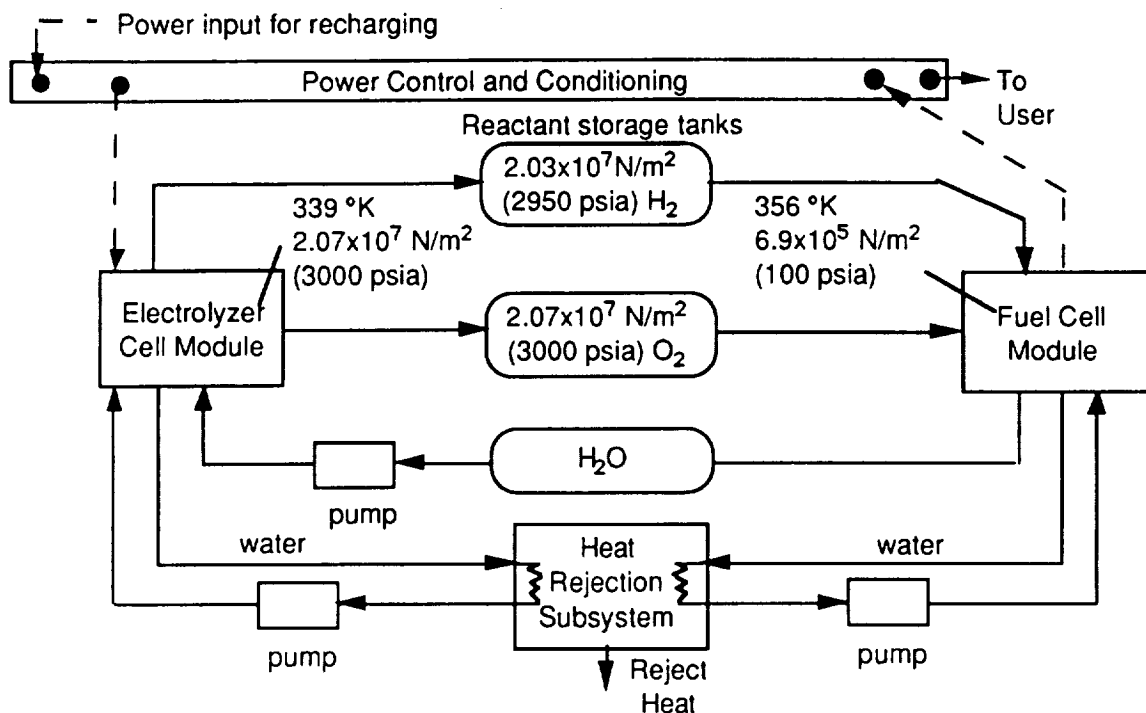 Power input for recharging
Power Control and Conditioning
To
User
Reactant storage tanks
2.03x10⁷N/m²
(2950 psia) H₂
339 °K
2.07x10⁷ N/m²
(3000 psia)
356 °K
6.9x10⁵ N/m²
(100 psia)
Electrolyzer
Cell Module
2.07x10⁷ N/m²
(3000 psia) O₂
Fuel Cell
Module
H₂O
pump
water
Heat
Rejection
Subsystem
water
pump
pump
Reject
Heat